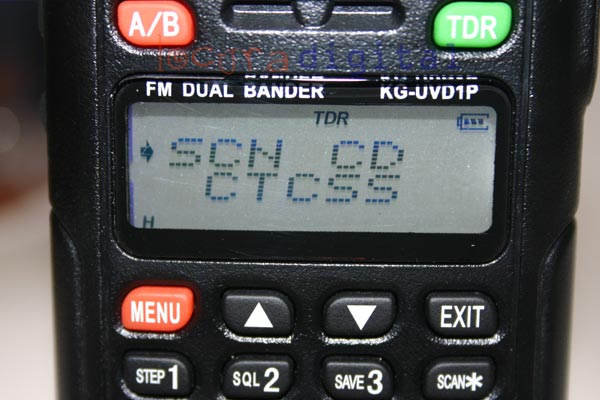 A/B
TDR
digital
FM DUAL BANDER KG-UVD1P
TDR
SCN CD
CTCSS
H
MENU
EXIT
STEP 1
SQL 2
SAVE 3
SCAN*